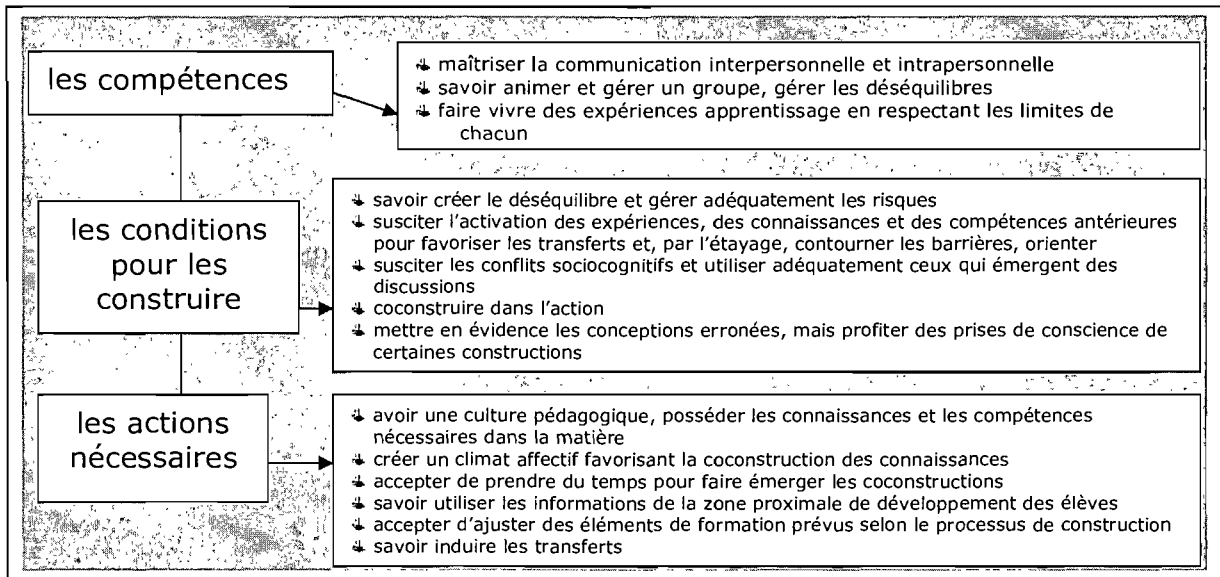 les compétences
maîtriser la communication interpersonnelle et intrapersonnelle
savoir animer et gérer un groupe, gérer les déséquilibres
faire vivre des expériences apprentissage en respectant les limites de
chacun
les conditions
pour les
construire
savoir créer le déséquilibre et gérer adéquatement les risques
susciter l'activation des expériences, des connaissances et des compétences antérieures
pour favoriser les transferts et, par l'étayage, contourner les barrières, orienter
susciter les conflits sociocognitifs et utiliser adéquatement ceux qui émergent des
discussions
coconstruire dans l'action
mettre en évidence les conceptions erronées, mais profiter des prises de conscience de
certaines constructions
les actions
nécessaires
avoir une culture pédagogique, posséder les connaissances et les compétences
nécessaires dans la matière
créer un climat affectif favorisant la coconstruction des connaissances
accepter de prendre du temps pour faire émerger les coconstructions
savoir utiliser les informations de la zone proximale de développement des élèves
accepter d'ajuster des éléments de formation prévus selon le processus de construction
savoir induire les transferts